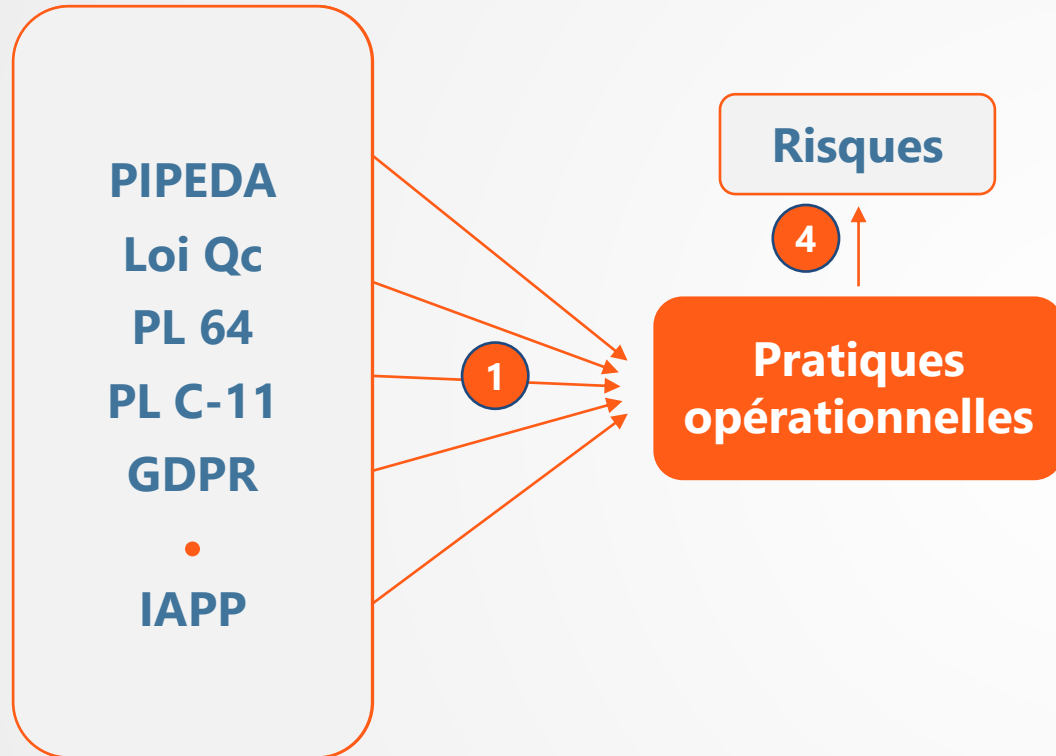 PIPEDA
Loi Qc
PL 64
PL C-11
GDPR
•
IAPP
1
Risques
4
Pratiques
opérationnelles